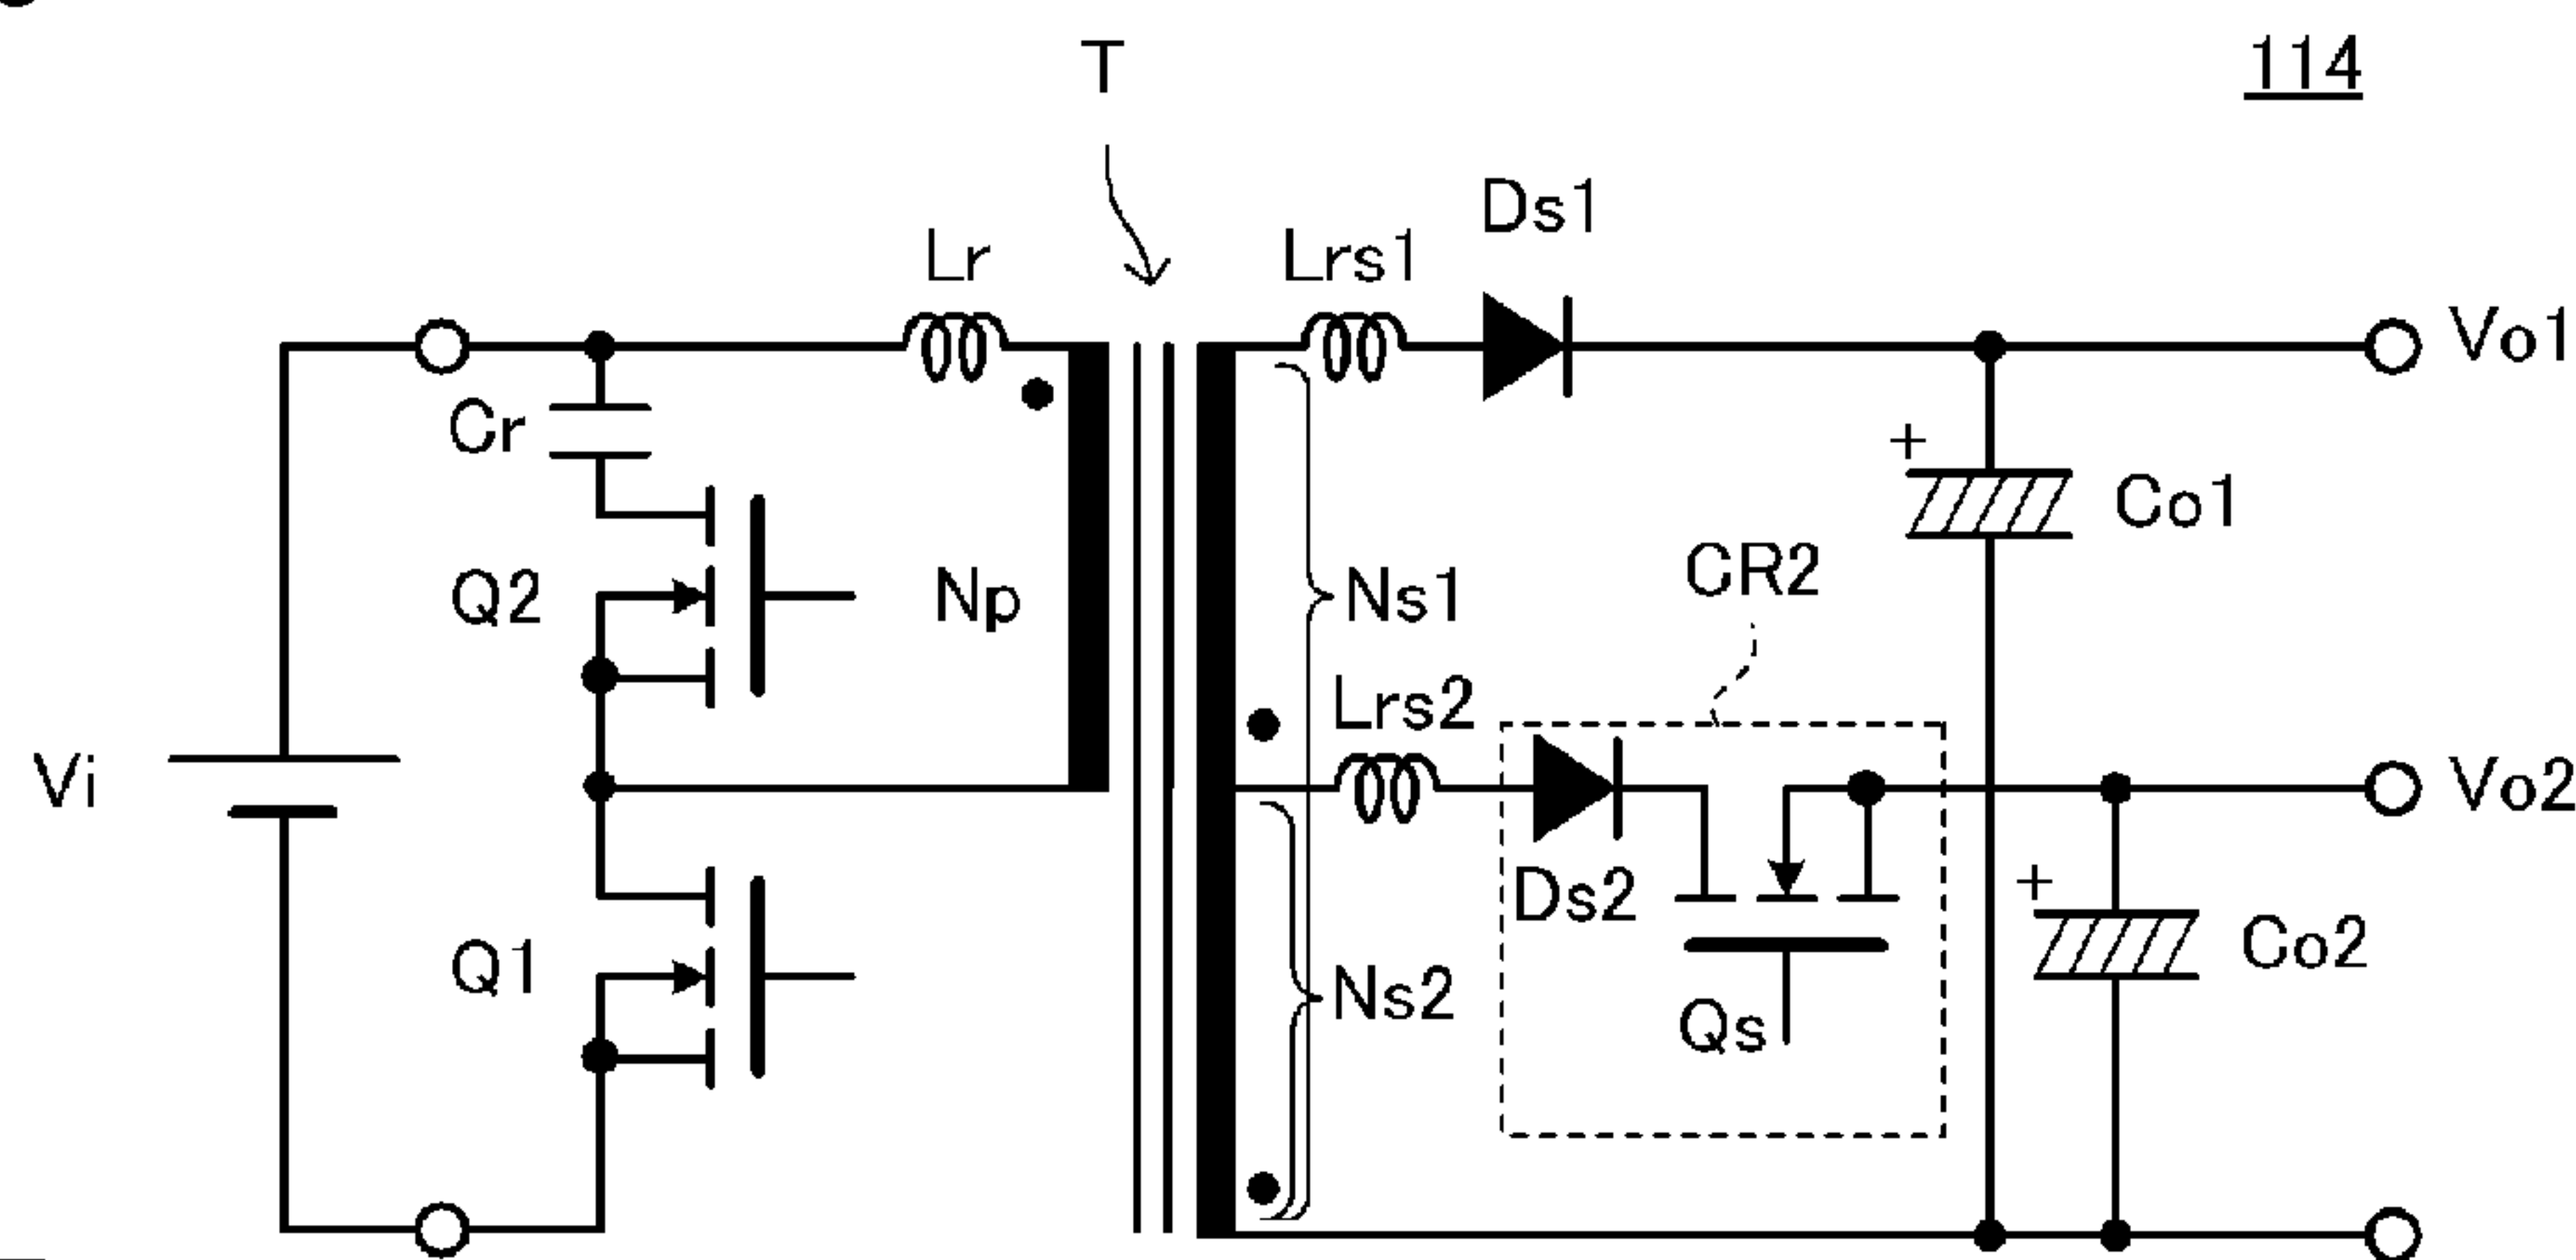 T
114
Ds1
Lr
Lrs1
Vo1
Cr
+
Co1
CR2
Q2
Np
Ns1
Lrs2
Vi
Vo2
Ds2
+
Co2
Q1
Ns2
Qs